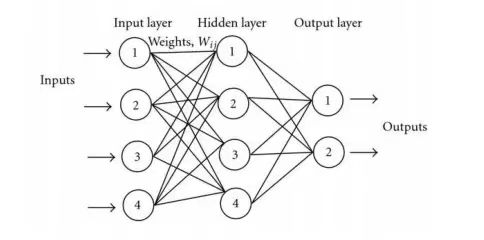 Input layer
Hidden layer
Output layer
Weights, Wij
Inputs
1
2
3
4
1
2
3
4
1
2
Outputs